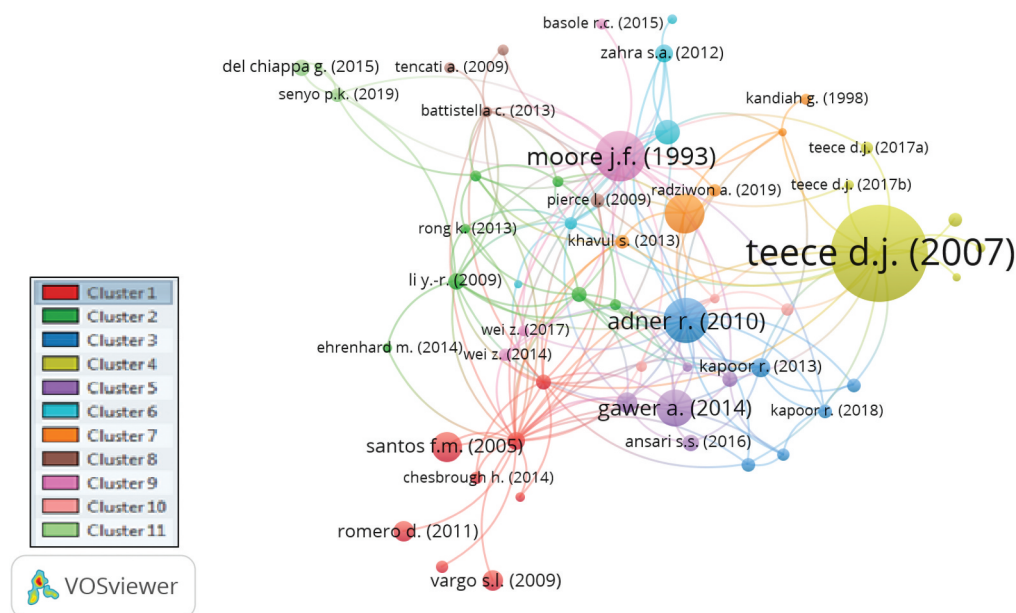 basole r.c. (2015)
zahra s.a. (2012)
del chiappa g. (2015)
tencati a. (2009)
senyo p.k. (2019)
battistella c. (2013)
kandiah g. (1998)
moore j.f. (1993)
teece d.j. (2017a)
radziwon a. (2019)
teece d.j. (2017b)
pierce l. (2009)
rong k. (2013)
khavul s. (2013)
teece d.j. (2007)
li y.-r. (2009)
adner r. (2010)
wei z. (2017)
ehrenhard m. (2014)
wei z. (2014)
kapoor r. (2013)
gawer a. (2014)
kapoor r. (2018)
ansari s.s. (2016)
santos f.m. (2005)
chesbrough h. (2014)
romero d. (2011)
vargo s.l. (2009)
Cluster 1
Cluster 2
Cluster 3
Cluster 4
Cluster 5
Cluster 6
Cluster 7
Cluster 8
Cluster 9
Cluster 10
Cluster 11
VOSviewer